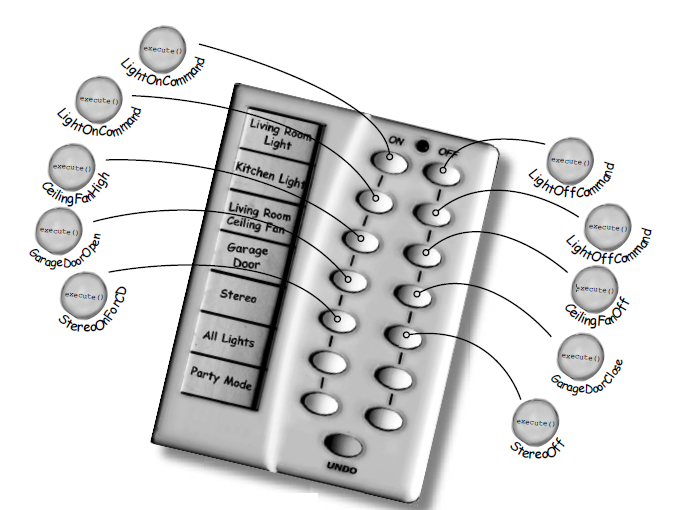 execute()
LightOnCommand
execute()
LightOnCommand
execute()
CeilingFanHigh
execute()
GarageDoorOpen
execute()
StereoOnForCD
Living Room
Light
Kitchen Light
Living Room
Ceiling Fan
Garage
Door
Stereo
All Lights
Party Mode
ON
OFF
UNDO
execute()
LightOffCommand
execute()
LightOffCommand
execute()
CeilingFanOff
execute()
GarageDoorClose
execute()
StereoOff